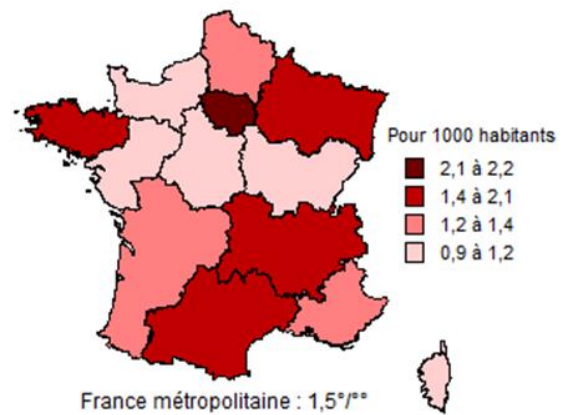 Pour 1000 habitants
2,1 à 2,2
1,4 à 2,1
1,2 à 1,4
0,9 à 1,2
France métropolitaine : 1,5°/°°